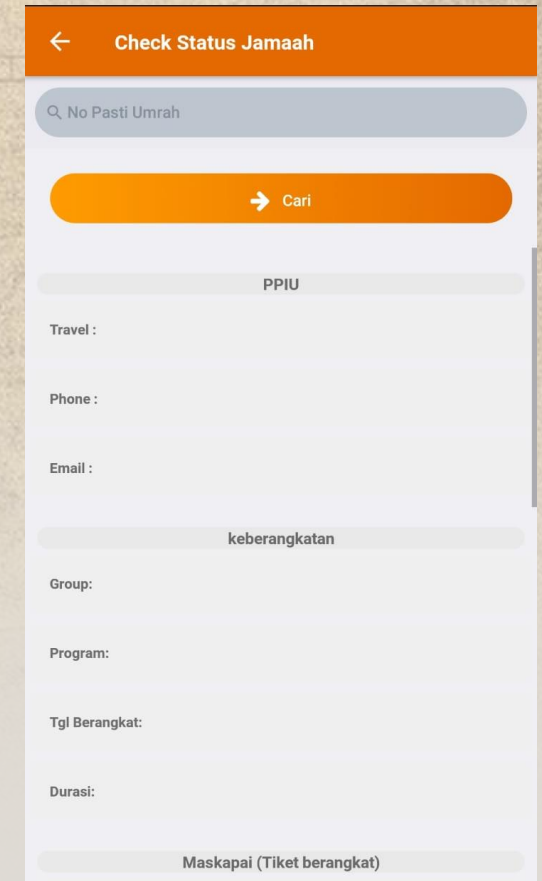 Check Status Jamaah
No Pasti Umrah
Cari
PPIU
Travel :
Phone :
Email :
keberangkatan
Group:
Program:
Tgl Berangkat:
Durasi:
Maskapai (Tiket berangkat)